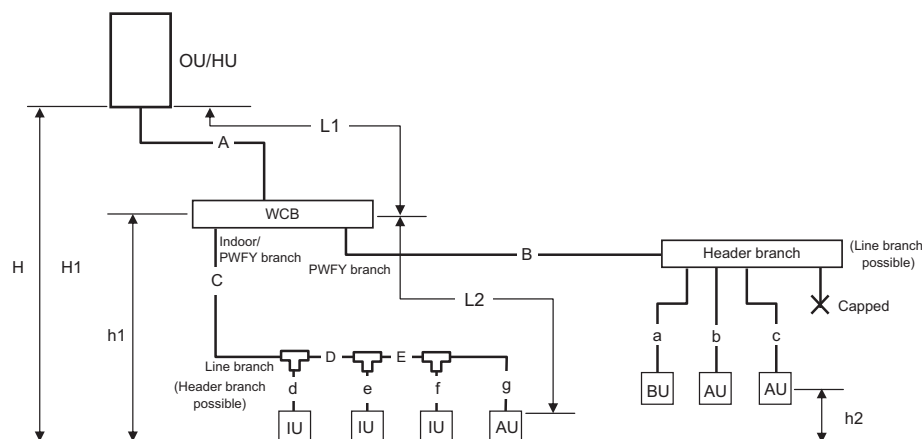 OU/HU
L1
A
WCB
Indoor/
PWFY branch
PWFY branch
B
Header branch
(Line branch
possible)
H
H1
C
L2
Capped
h1
a
b
c
Line branch
(Header branch
possible)
D
E
d
e
f
g
BU
AU
AU
h2
IU
IU
IU
AU